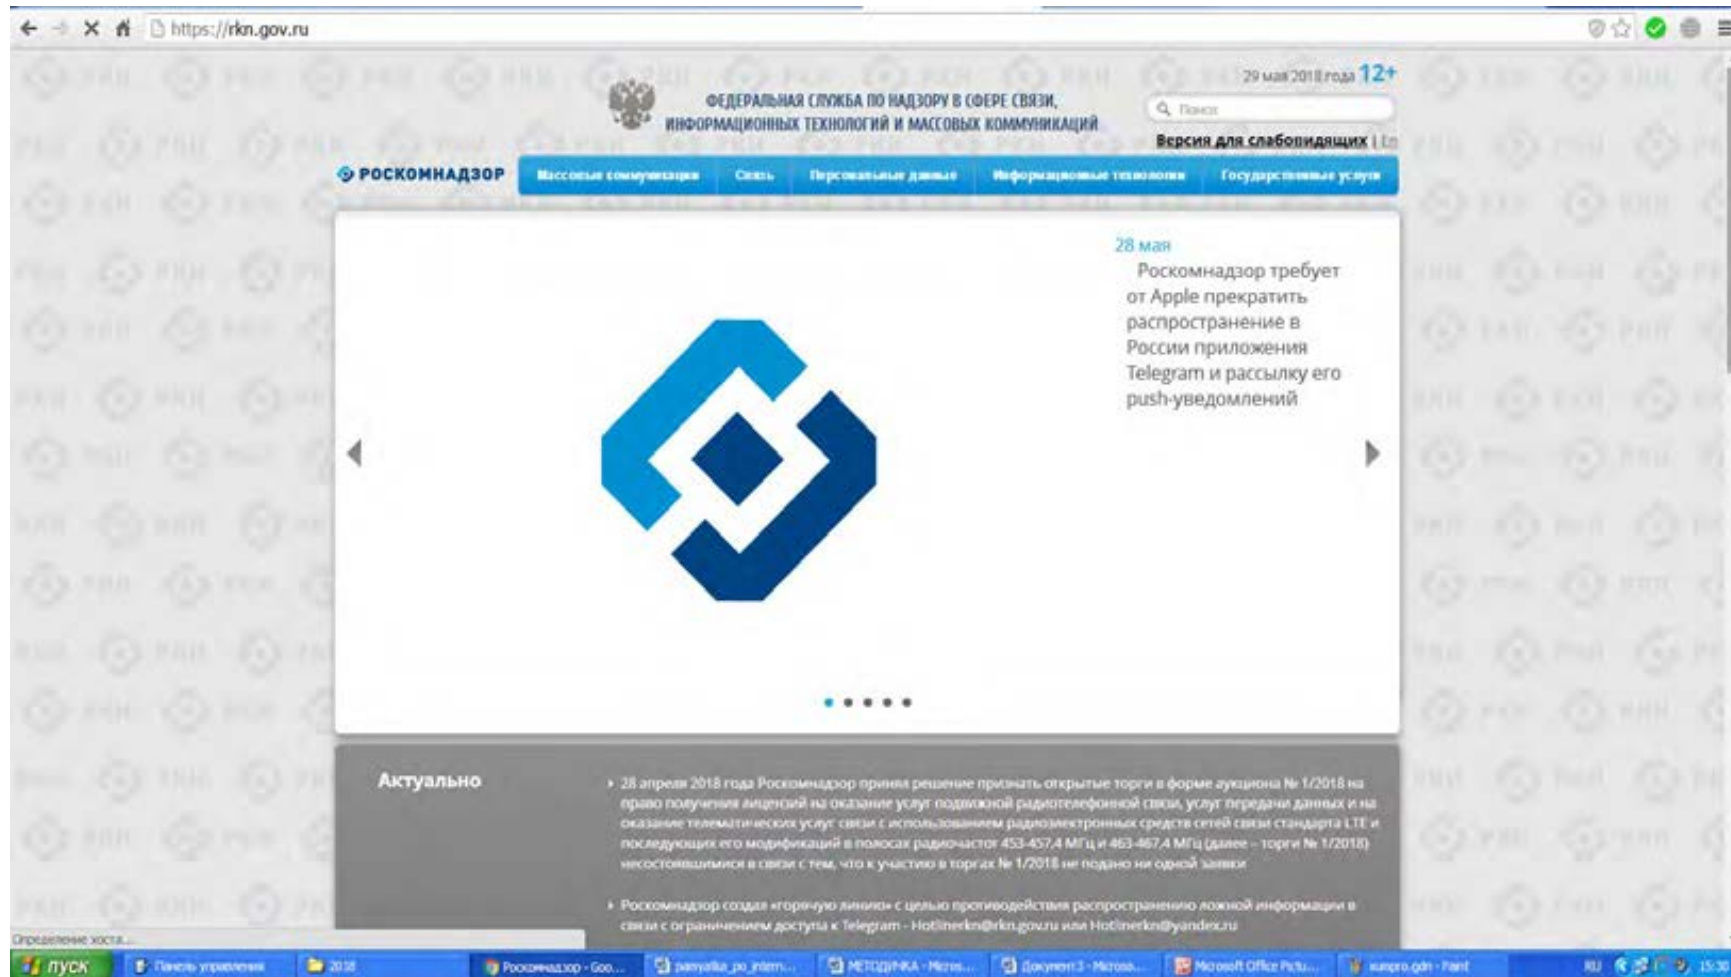 https://rkn.gov.ru
29 мая 2018 года 12+
ФЕДЕРАЛЬНАЯ СЛУЖБА ПО НАДЗОРУ В СФЕРЕ СВЯЗИ,
ИНФОРМАЦИОННЫХ ТЕХНОЛОГИЙ И МАССОВЫХ КОММУНИКАЦИЙ
Поиск
Версия для слабовидящих | En
РОСКОМНАДЗОР
Массовые коммуникации Связь Персональные данные Информационные технологии Государственные услуги
28 мая
Роскомнадзор требует
от Apple прекратить
распространение в
России приложения
Telegram и рассылку его
push-уведомлений
Актуально
28 апреля 2018 года Роскомнадзор принял решение признать открытые торги в форме аукциона № 1/2018 на
право получения лицензий на оказание услуг подвижной радиотелефонной связи, услуг передачи данных и на
оказание телематических услуг связи с использованием радиоэлектронных средств сетей связи стандарта LTE и
последующих его модификаций в полосах радиочастот 453-457,4 МГц и 463-467,4 МГц (далее – торги № 1/2018)
несостоявшимися в связи с тем, что к участию в торгах № 1/2018 не подано ни одной заявки
Роскомнадзор создал «горячую линию» с целью противодействия распространению ложной информации в
связи с ограничением доступа к Telegram - Hotlinerkn@rkn.gov.ru или Hotlinerkn@yandex.ru
Определение хоста...
пуск Панель управления 2018 Роскомнадзор - Goo... pamyatka_po_intern... МЕТОДИЧКА - Micros... Документ3 - Microso... Microsoft Office Pictu... - Paint RU